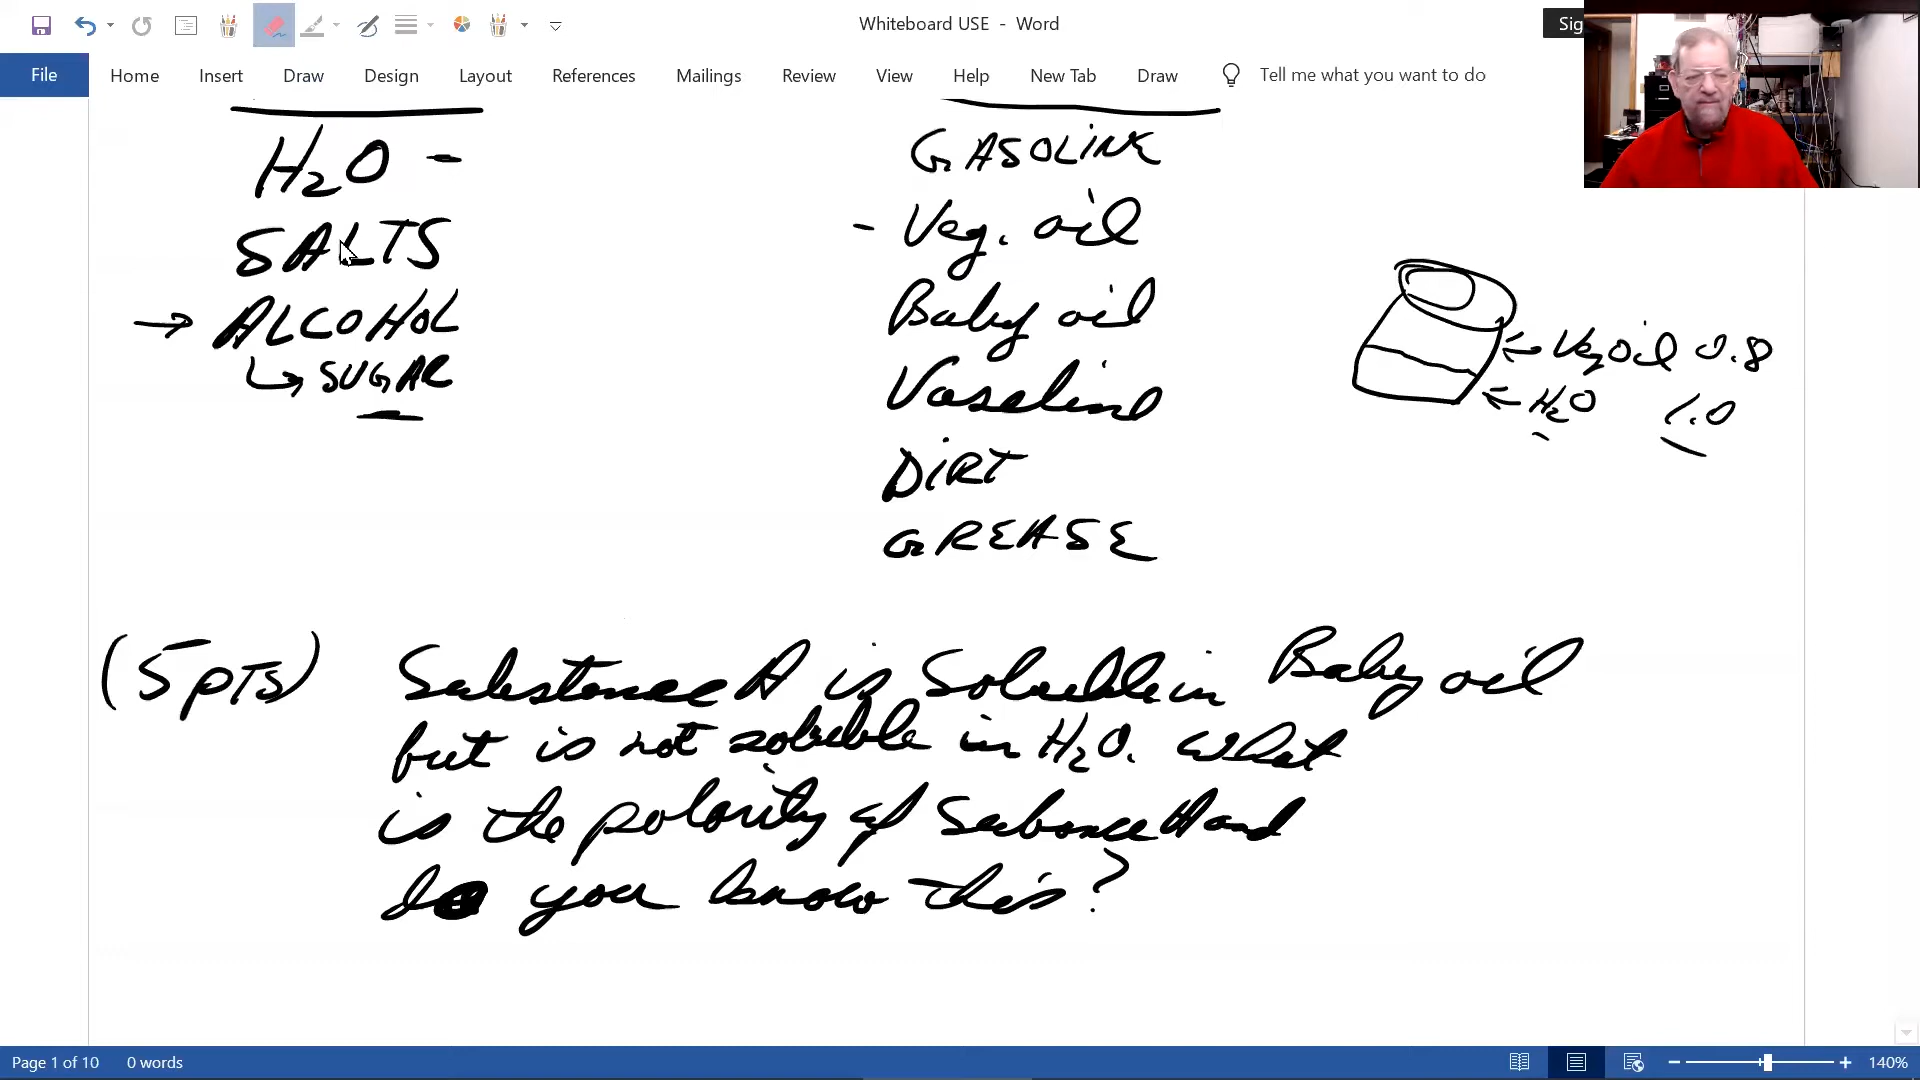 Whiteboard USE - Word
Sig
File Home Insert Draw Design Layout References Mailings Review View Help New Tab Draw Tell me what you want to do
H2O -
SALTS
→ ALCOHOL
↳ SUGAR
GASOLINE
- Veg. oil
Baby oil
Vaseline
DIRT
GREASE
← Veg oil 0.8
← H2O 1.0
(5 pTs) Substance A is Soluble in Baby oil
but is not soluble in H2O. What
is the polarity of Subance A and
do you know this?
Page 1 of 10 0 words
140%